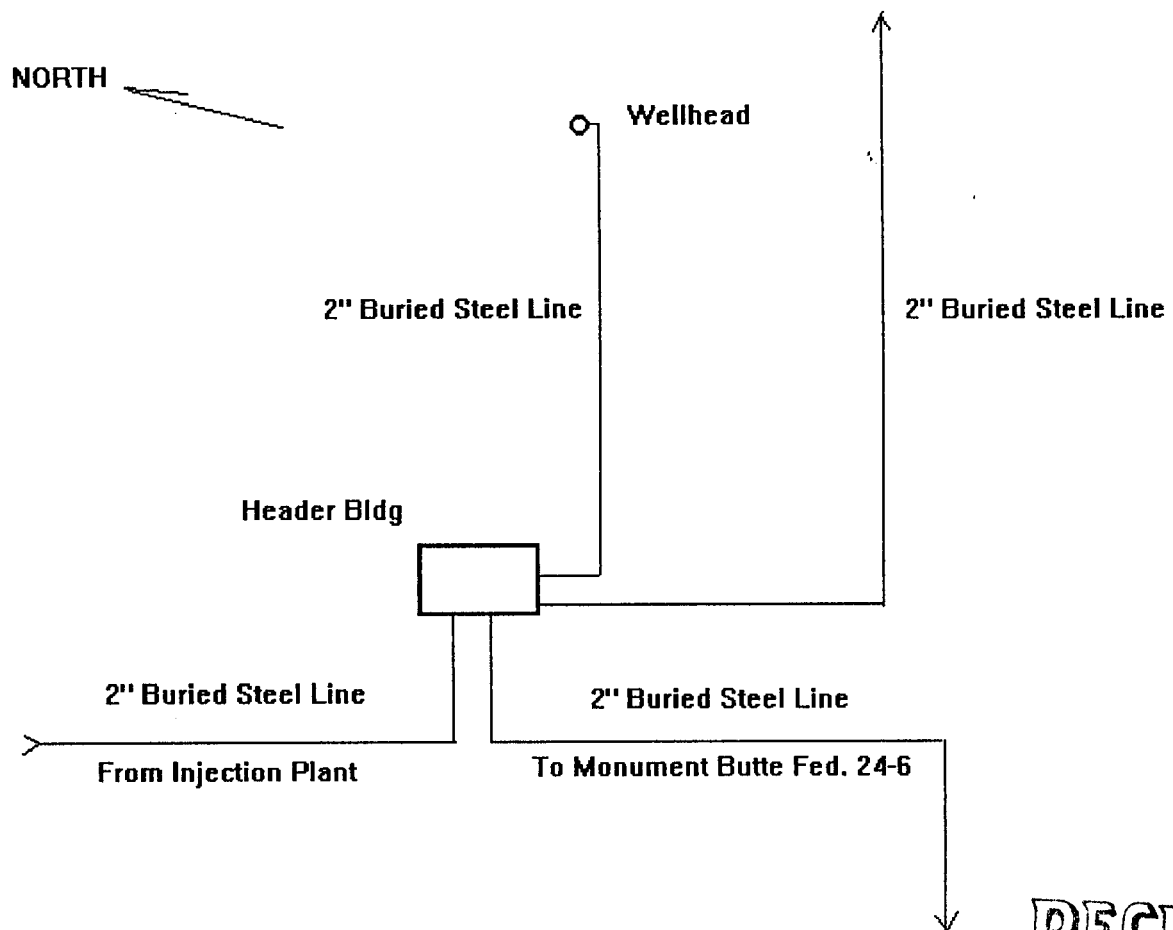 NORTH
Wellhead
2" Buried Steel Line
2" Buried Steel Line
Header Bldg
2" Buried Steel Line
2" Buried Steel Line
From Injection Plant
To Monument Butte Fed. 24-6